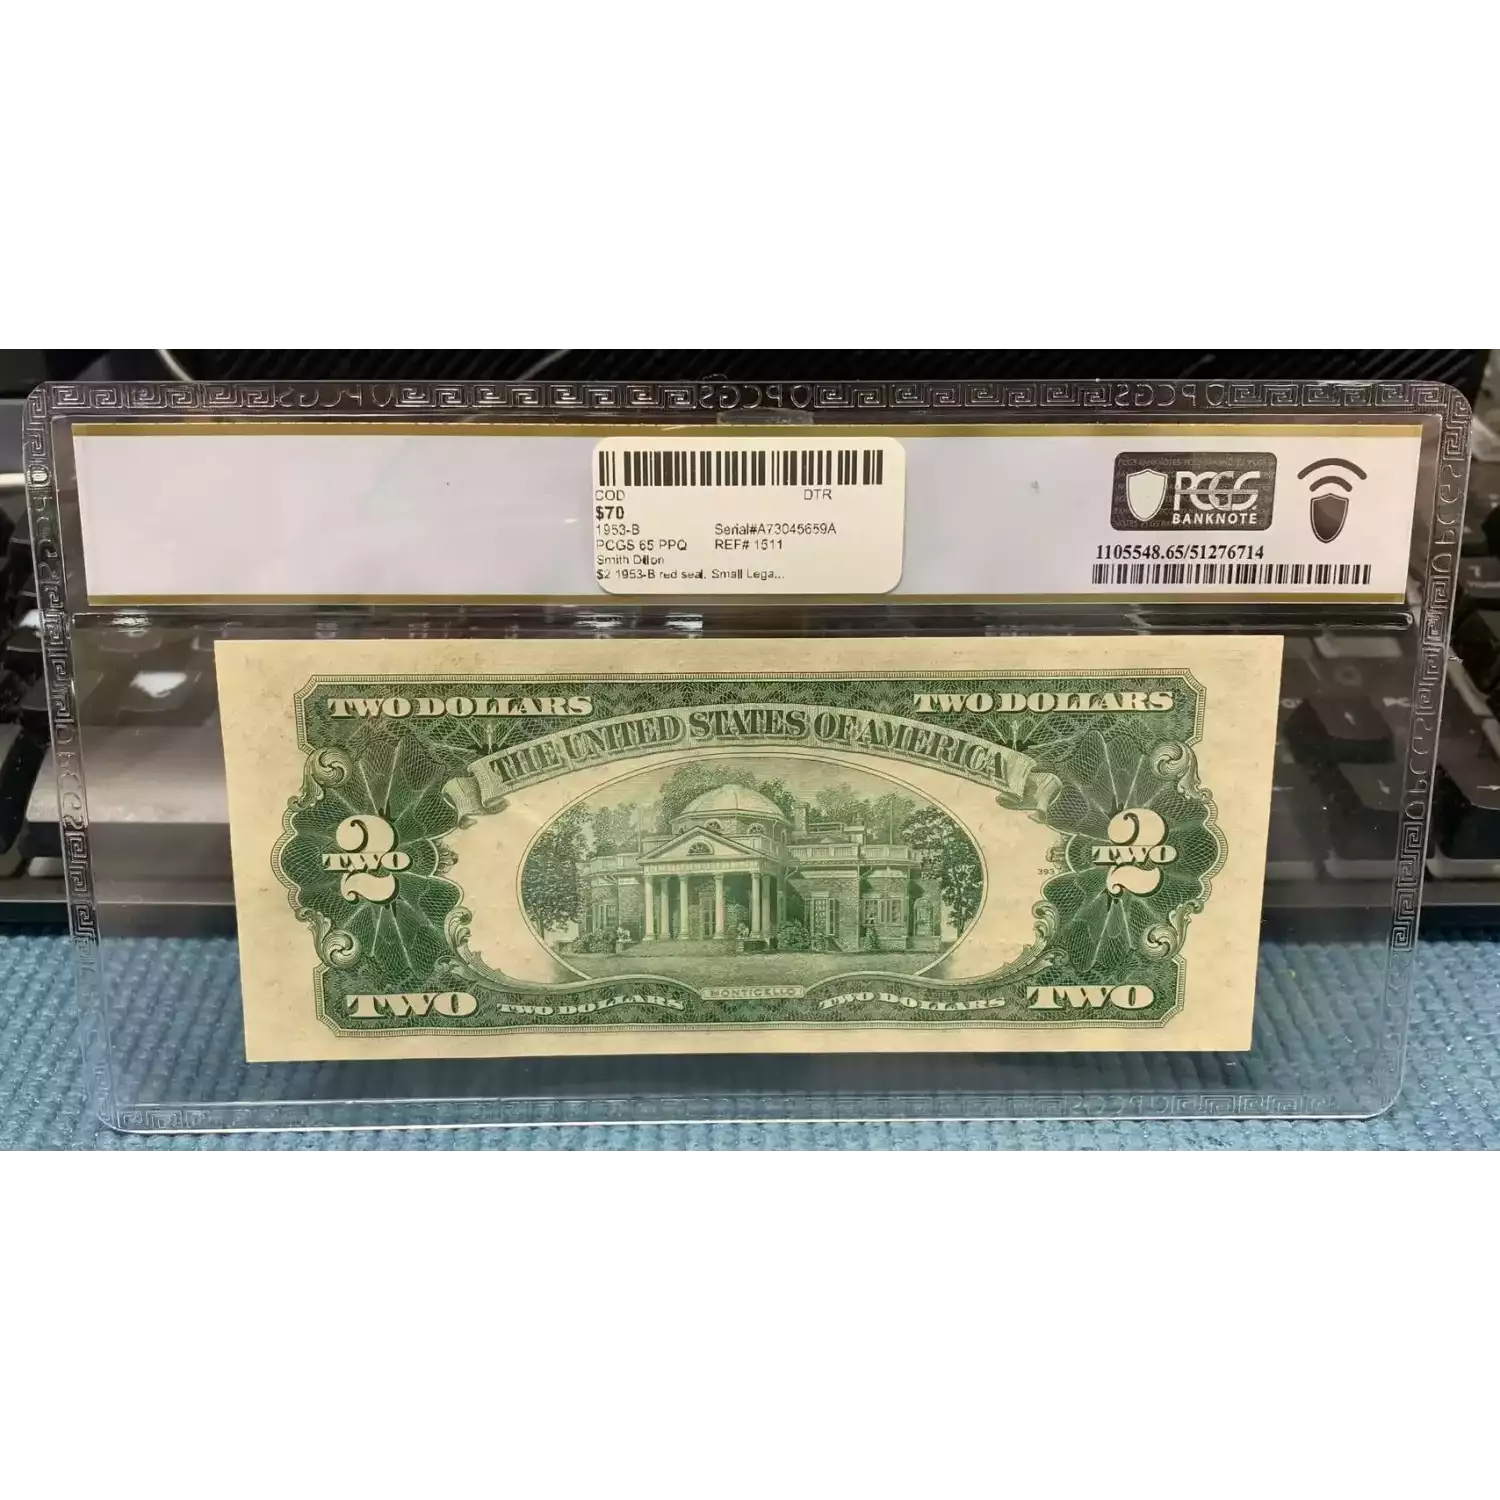 COD DTR
$70
1953-B Serial#A73045659A
PCGS 65 PPQ REF# 1511
Smith Dillon
$2 1953-B red seal. Small Lega...
PCGS
BANKNOTE
1105548.65/51276714
TWO DOLLARS TWO DOLLARS
THE UNITED STATES OF AMERICA
2 2
TWO TWO
393
MONTICELLO
TWO TWO DOLLARS TWO DOLLARS TWO